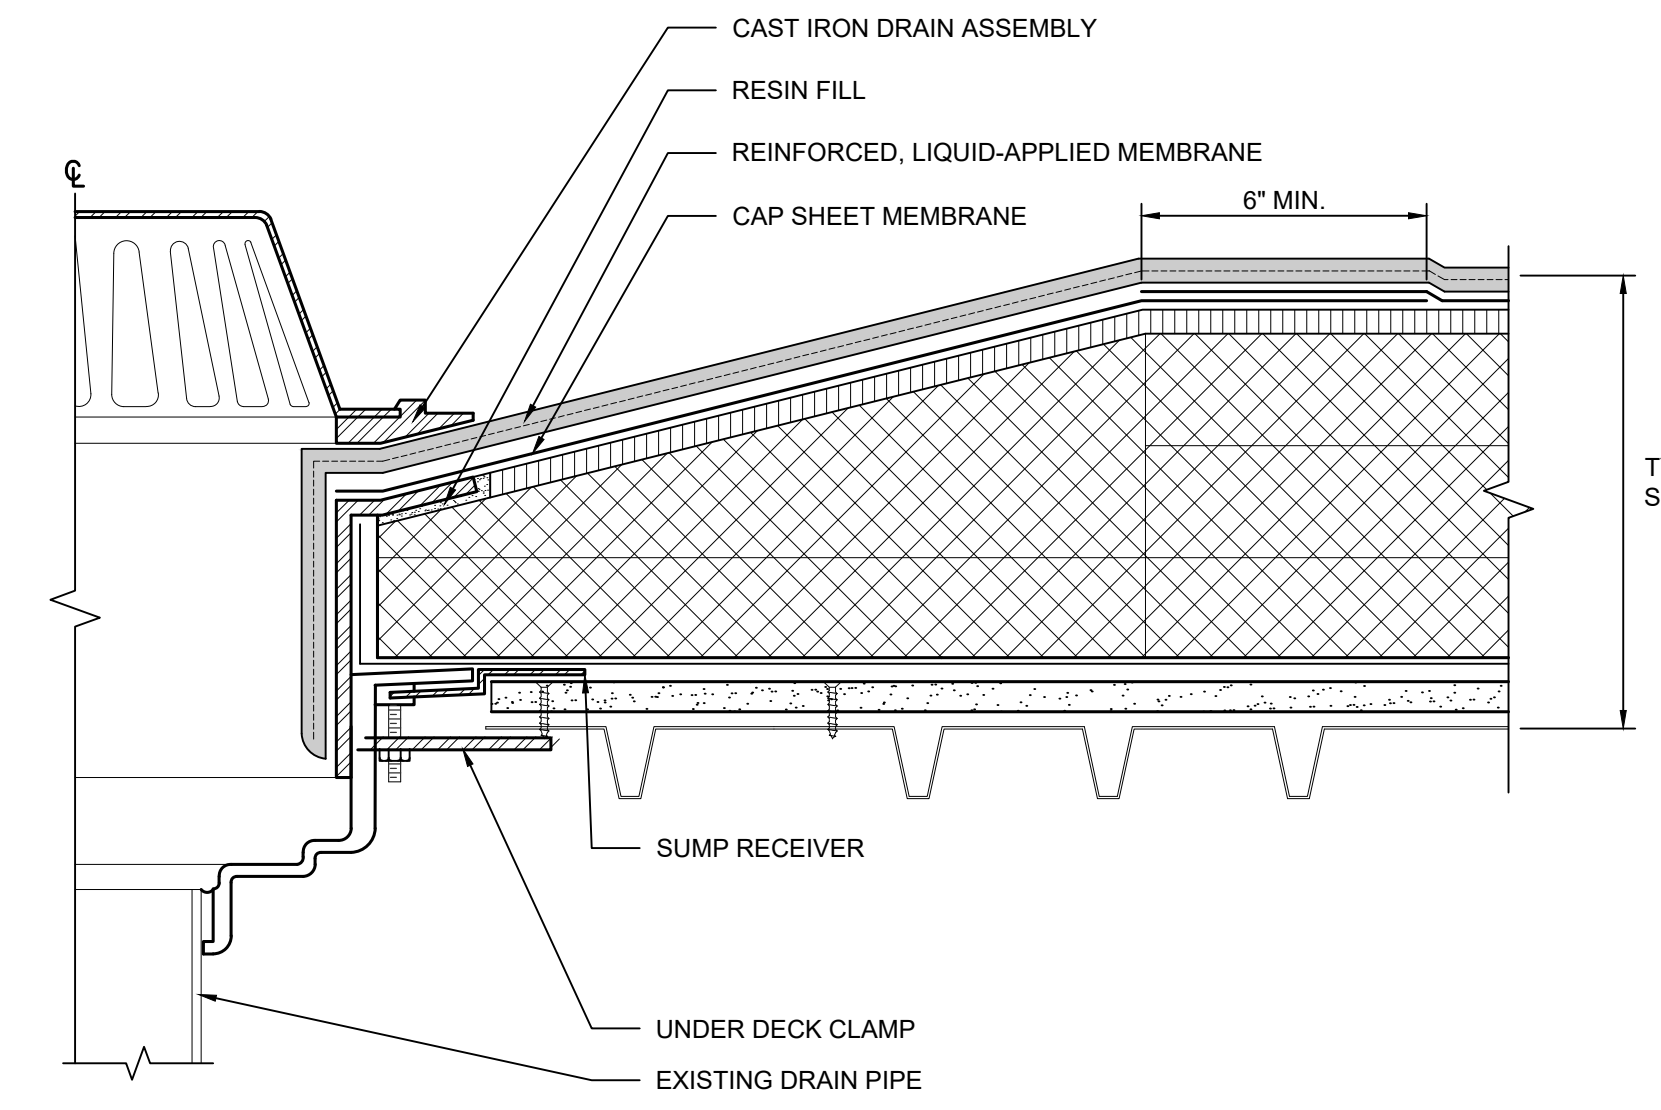 CAST IRON DRAIN ASSEMBLY
RESIN FILL
REINFORCED, LIQUID-APPLIED MEMBRANE
CAP SHEET MEMBRANE
℄
6" MIN.
T
S
SUMP RECEIVER
UNDER DECK CLAMP
EXISTING DRAIN PIPE